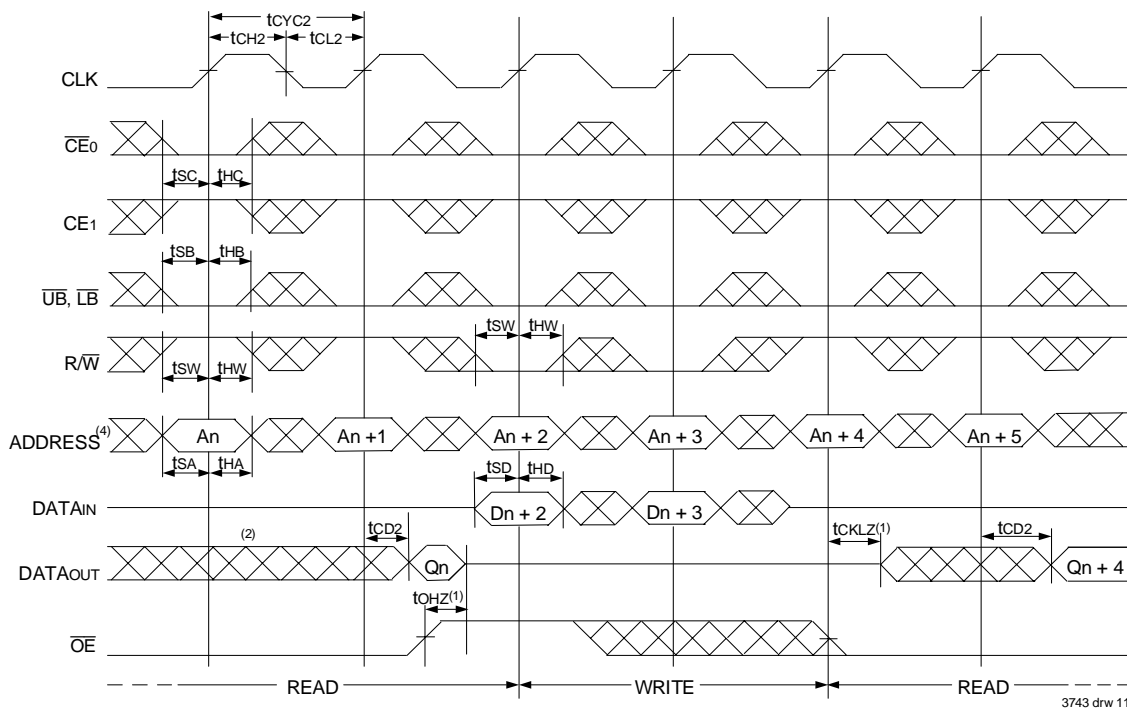 tCYC2
tCH2 tCL2
CLK
CE0
tSC tHC
CE1
tSB tHB
UB, LB
tSW tHW
R/W
tSW tHW
ADDRESS(4) An An +1 An + 2 An + 3 An + 4 An + 5
tSA tHA tSD tHD
DATAIN Dn + 2 Dn + 3
tCD2 tCKLZ(1) tCD2
(2)
DATAOUT Qn Qn + 4
tOHZ(1)
OE
READ WRITE READ
3743 drw 11